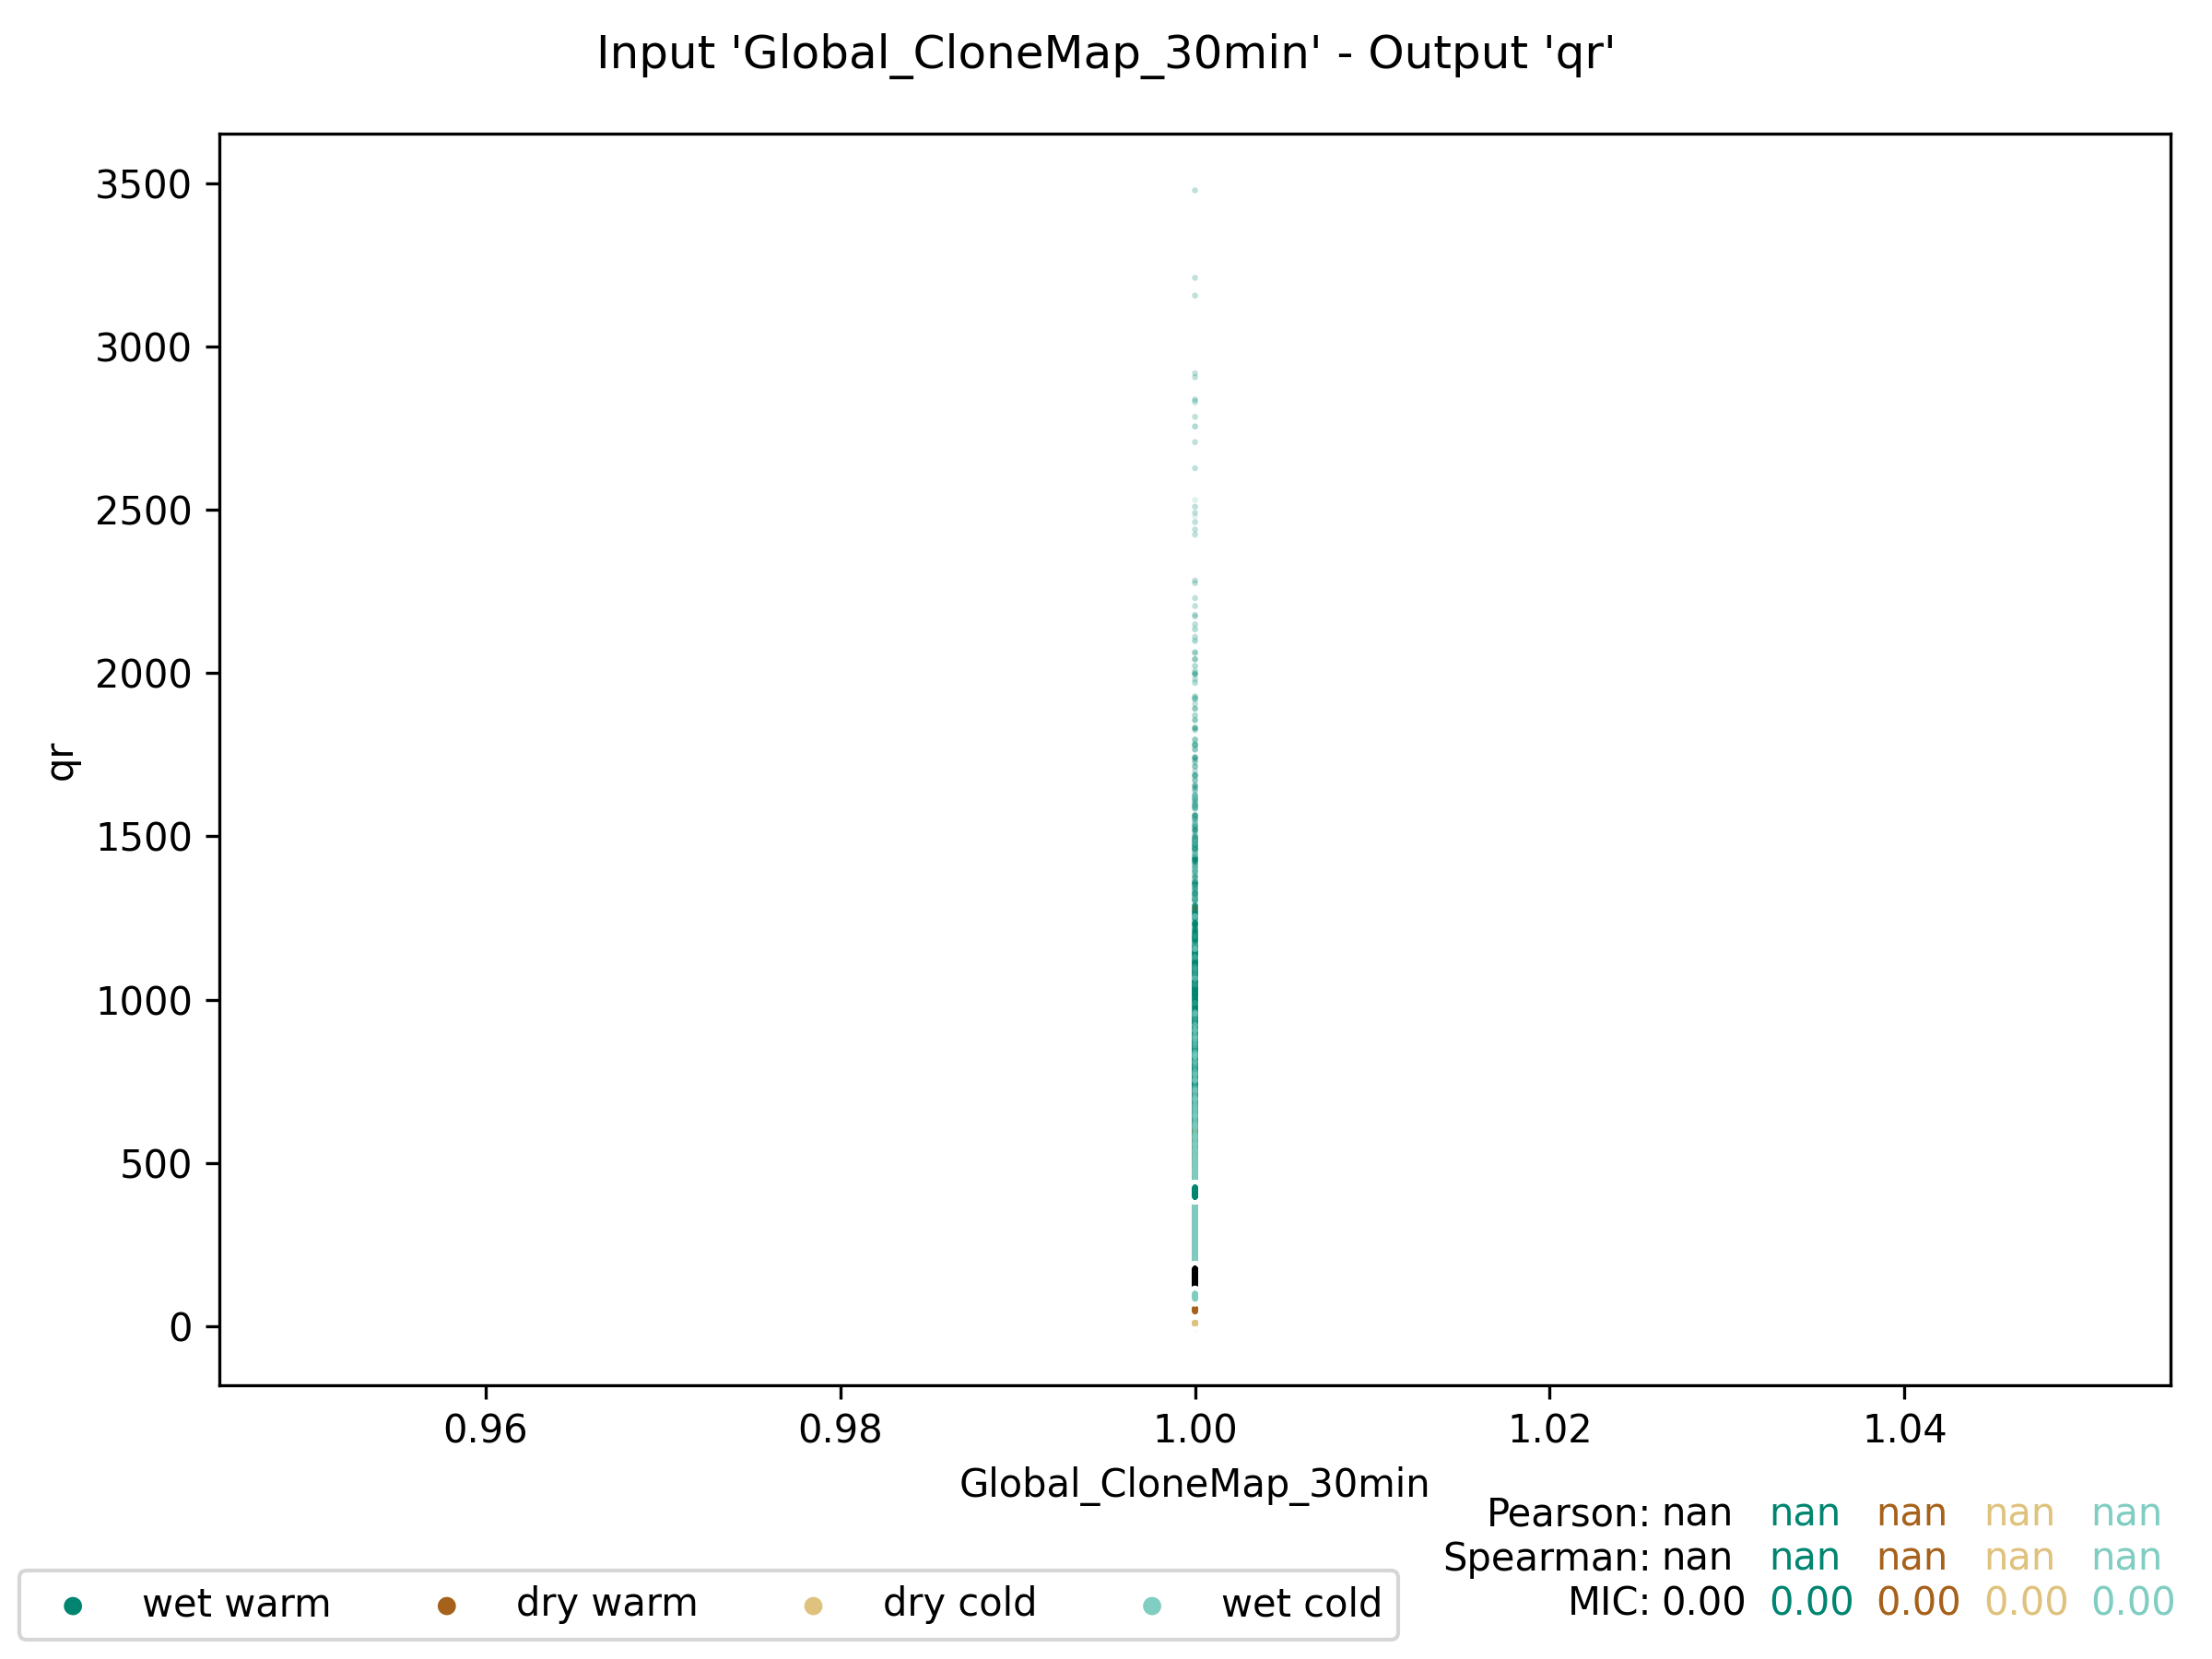 Input 'Global_CloneMap_30min' - Output 'qr'
3500
3000
2500
2000
1500
1000
500
0
qr
0.96 0.98 1.00 1.02 1.04
Global_CloneMap_30min
Pearson: nan nan nan nan nan
Spearman: nan nan nan nan nan
MIC: 0.00 0.00 0.00 0.00 0.00
wet warm dry warm dry cold wet cold